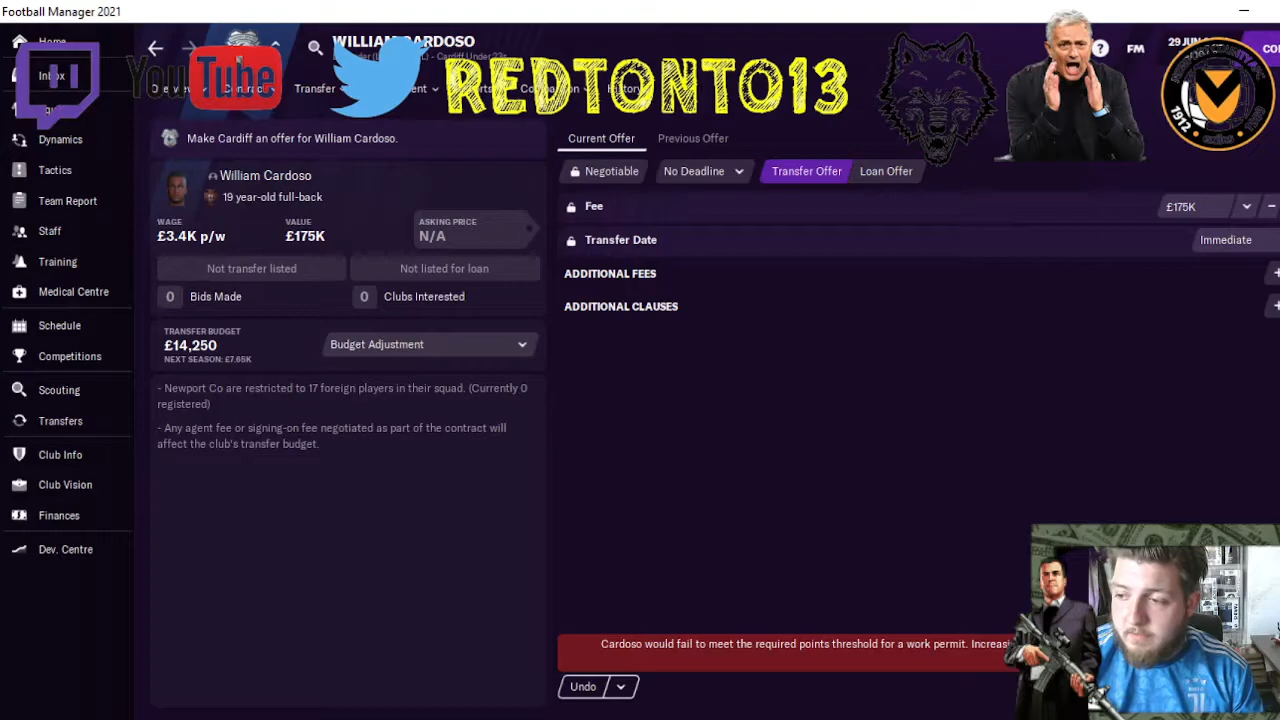 Football Manager 2021
Home
Inbox
Dynamics
Tactics
Team Report
Staff
Training
Medical Centre
Schedule
Competitions
Scouting
Transfers
Club Info
Club Vision
Finances
Dev. Centre
YouTube
REDTONTO13
Transfer
History
FM
1912
1989
exiles
Make Cardiff an offer for William Cardoso.
William Cardoso
19 year-old full-back
WAGE
£3.4K p/w
VALUE
£175K
ASKING PRICE
N/A
Not transfer listed
Not listed for loan
0 Bids Made
0 Clubs Interested
TRANSFER BUDGET
£14,250
NEXT SEASON: £7.65K
Budget Adjustment
- Newport Co are restricted to 17 foreign players in their squad. (Currently 0
registered)
- Any agent fee or signing-on fee negotiated as part of the contract will
affect the club's transfer budget.
Current Offer
Previous Offer
Negotiable
No Deadline
Transfer Offer
Loan Offer
Fee
£175K
Transfer Date
Immediate
ADDITIONAL FEES
ADDITIONAL CLAUSES
Cardoso would fail to meet the required points threshold for a work permit.
Undo